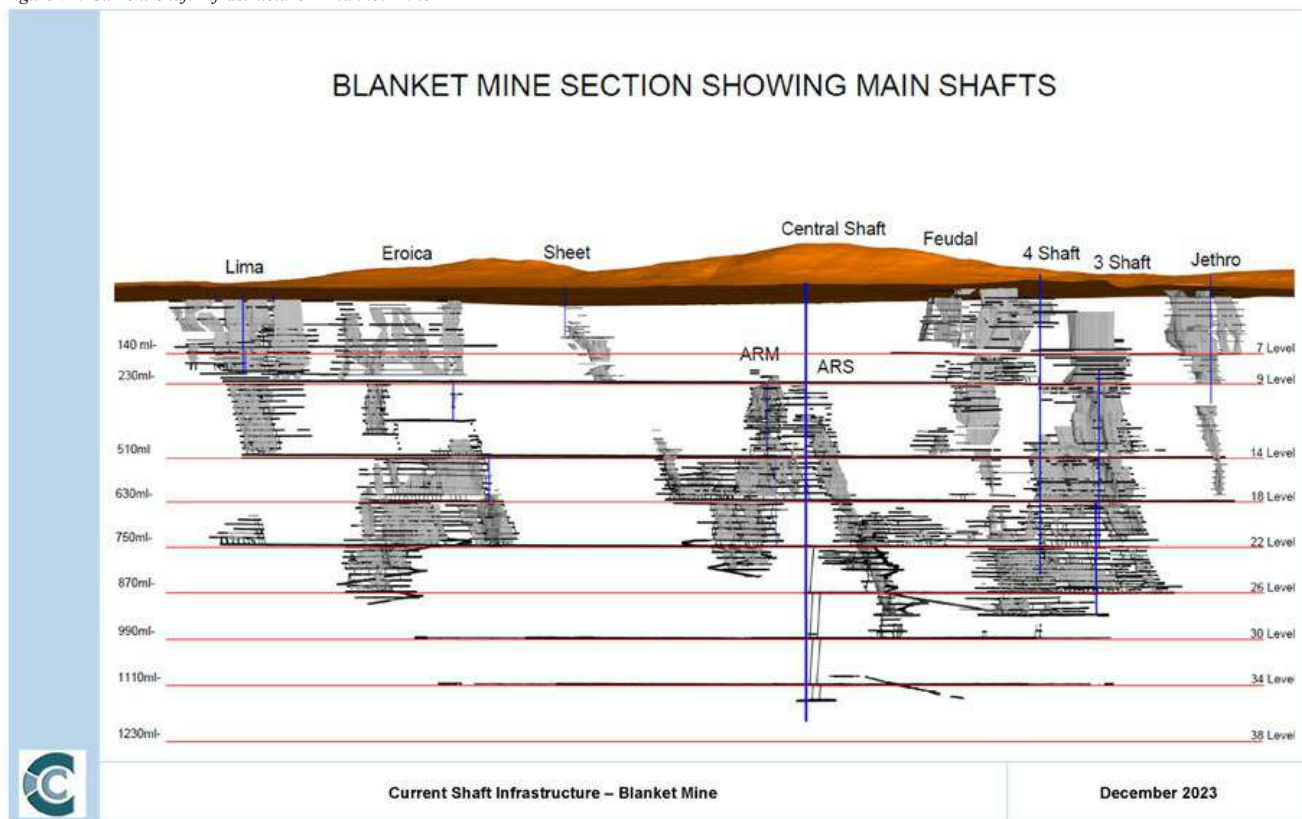 BLANKET MINE SECTION SHOWING MAIN SHAFTS
Central Shaft
Feudal
Eroica
Sheet
4 Shaft
3 Shaft
Jethro
Lima
140 ml-
7 Level
ARM
ARS
230ml-
9 Level
510ml
14 Level
630ml-
18 Level
750ml-
22 Level
870ml-
26 Level
990ml-
30 Level
1110ml-
34 Level
1230ml-
38 Level
Current Shaft Infrastructure – Blanket Mine
December 2023